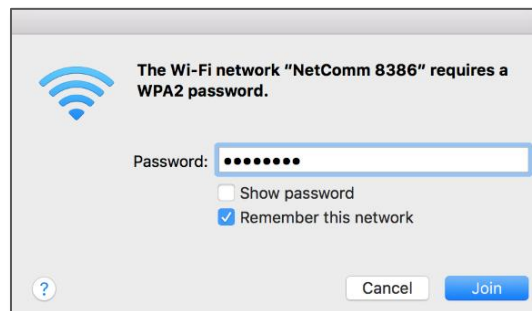 The Wi-Fi network “NetComm 8386” requires a
WPA2 password.
Password: ••••••••
Show password
Remember this network
? Cancel Join